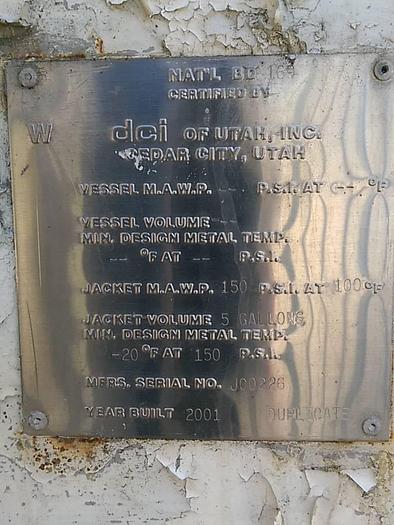 NAT'L BD 169
CERTIFIED BY
W dci OF UTAH, INC.
CEDAR CITY, UTAH
VESSEL M.A.W.P. -- P.S.I. AT -- °F
VESSEL VOLUME --
MIN. DESIGN METAL TEMP.
-- °F AT -- P.S.I.
JACKET M.A.W.P. 150 P.S.I. AT 100 °F
JACKET VOLUME 5 GALLONS
MIN. DESIGN METAL TEMP.
-20 °F AT 150 P.S.I.
MFRS. SERIAL NO. JC0226
YEAR BUILT 2001 DUPLICATE